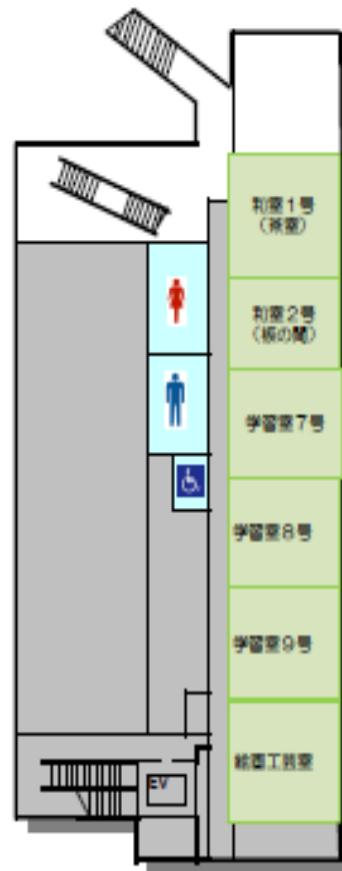 和室1号
(茶室)
和室2号
(板の間)
学習室7号
学習室8号
学習室9号
絵画工芸室
EV